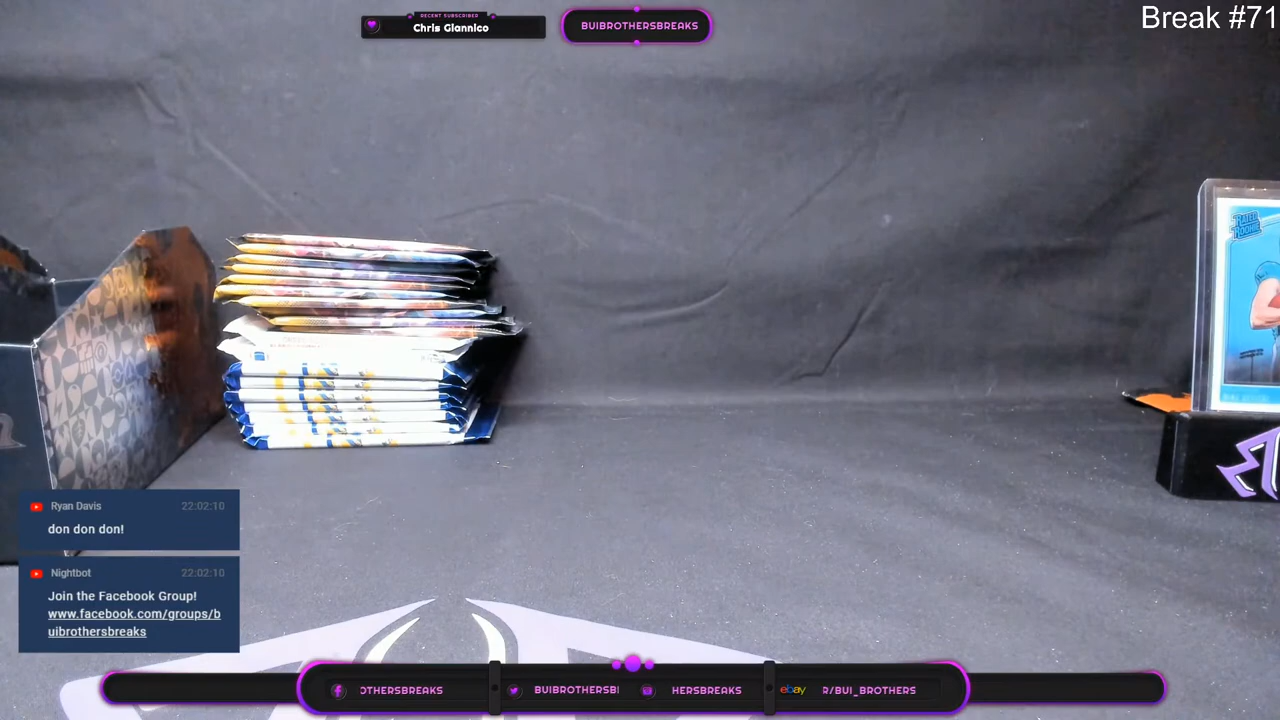 RECENT SUBSCRIBER
Chris Giannico
BUIBROTHERSBREAKS
Break #71
RATED
ROOKIE
Ryan Davis
22:02:10
don don don!
Nightbot
22:02:10
Join the Facebook Group!
www.facebook.com/groups/b
uibrothersbreaks
OTHERSBREAKS
BUIBROTHERSB
HERSBREAKS
ebay
R/BUI_BROTHERS